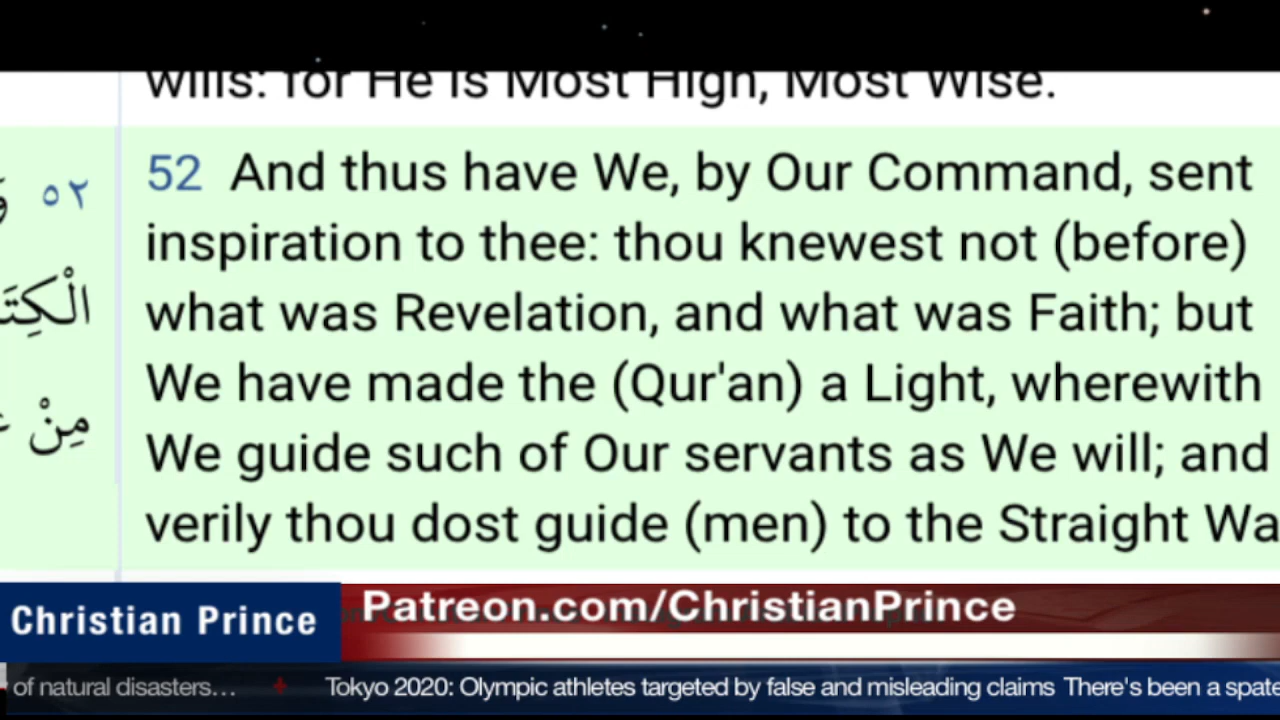 wills: for He is Most High, Most Wise.
52 And thus have We, by Our Command, sent
inspiration to thee: thou knewest not (before)
what was Revelation, and what was Faith; but
We have made the (Qur'an) a Light, wherewith
We guide such of Our servants as We will; and
verily thou dost guide (men) to the Straight Wa
٥٢
مِنْ
Christian Prince
Patreon.com/ChristianPrince
of natural disasters... Tokyo 2020: Olympic athletes targeted by false and misleading claims There's been a spate